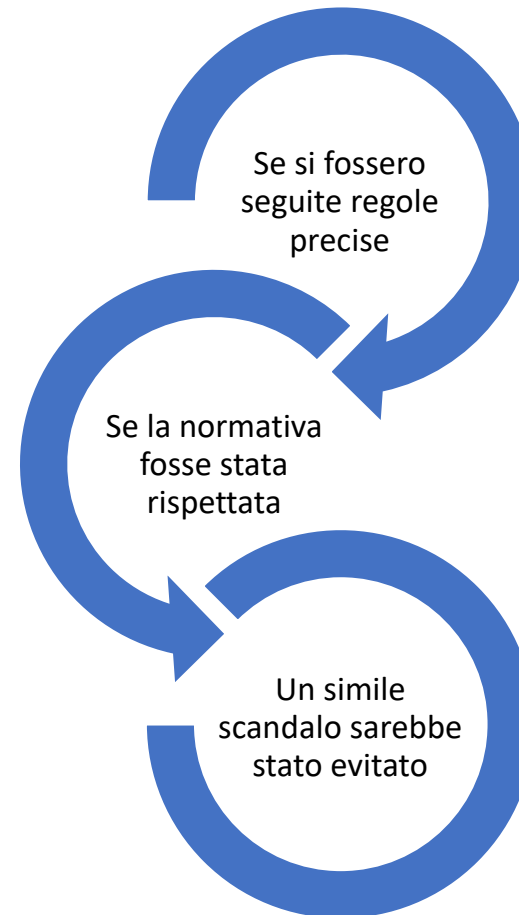 Se si fossero
seguite regole
precise
Se la normativa
fosse stata
rispettata
Un simile
scandalo sarebbe
stato evitato